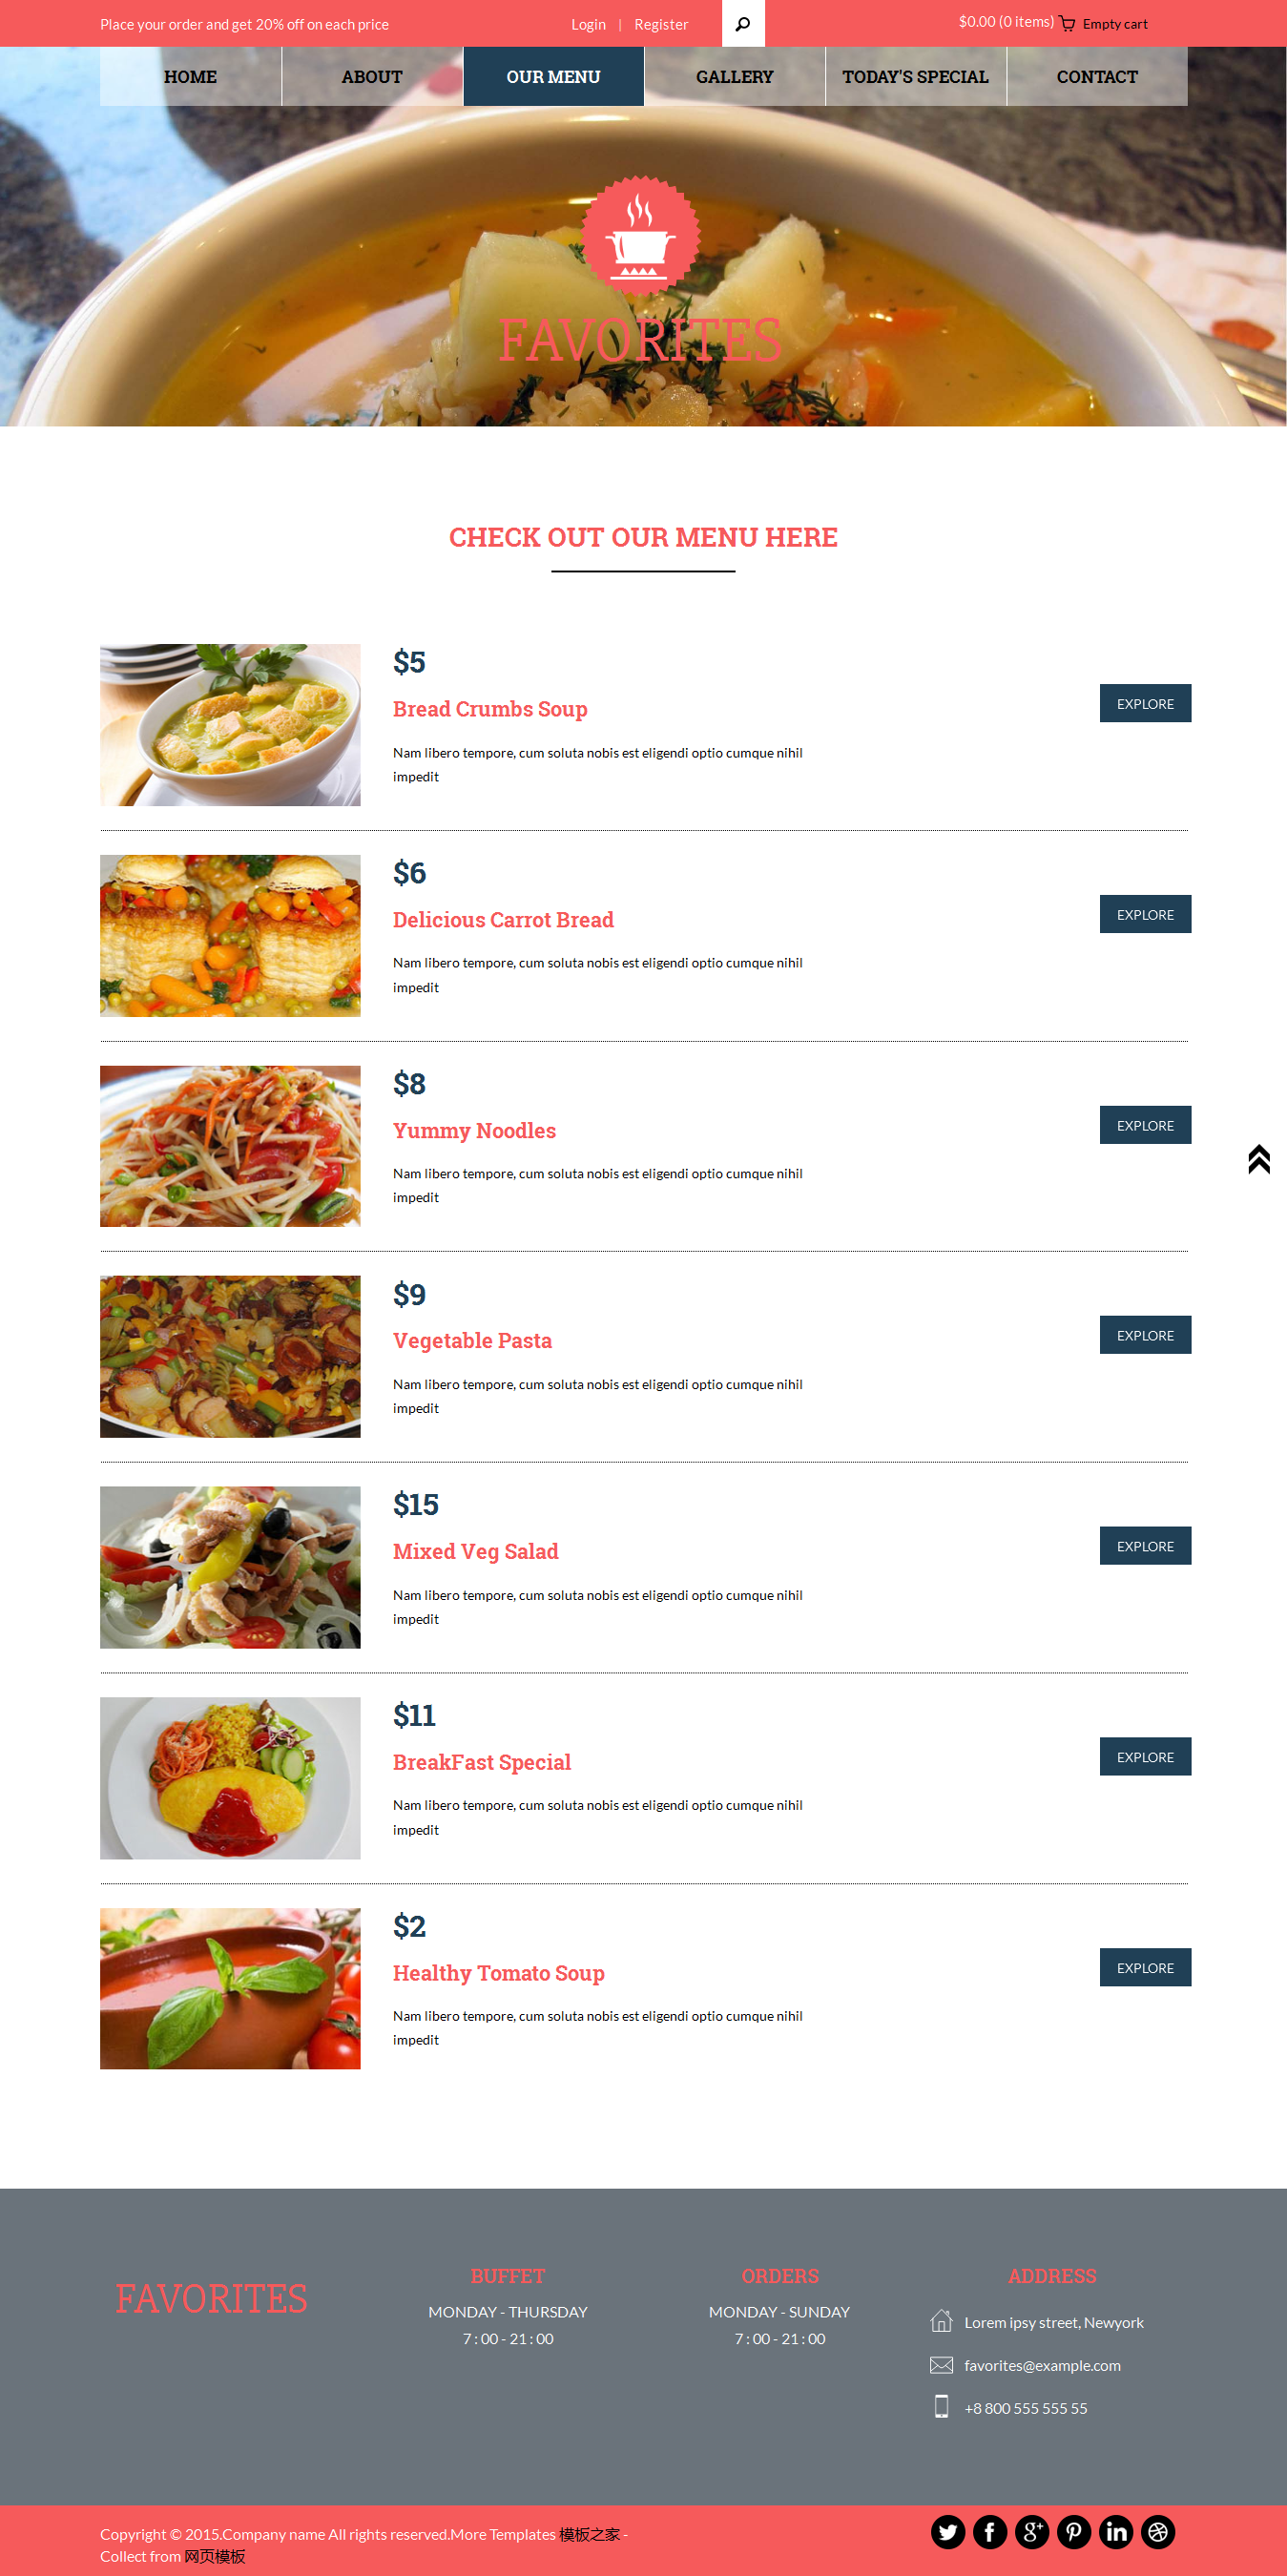 Place your order and get 20% off on each price
Login | Register
$0.00 (0 items) Empty cart
HOME
ABOUT
OUR MENU
GALLERY
TODAY'S SPECIAL
CONTACT
FAVORITES
CHECK OUT OUR MENU HERE
$5
Bread Crumbs Soup
Nam libero tempore, cum soluta nobis est eligendi optio cumque nihil
impedit
EXPLORE
$6
Delicious Carrot Bread
Nam libero tempore, cum soluta nobis est eligendi optio cumque nihil
impedit
EXPLORE
$8
Yummy Noodles
Nam libero tempore, cum soluta nobis est eligendi optio cumque nihil
impedit
EXPLORE
$9
Vegetable Pasta
Nam libero tempore, cum soluta nobis est eligendi optio cumque nihil
impedit
EXPLORE
$15
Mixed Veg Salad
Nam libero tempore, cum soluta nobis est eligendi optio cumque nihil
impedit
EXPLORE
$11
BreakFast Special
Nam libero tempore, cum soluta nobis est eligendi optio cumque nihil
impedit
EXPLORE
$2
Healthy Tomato Soup
Nam libero tempore, cum soluta nobis est eligendi optio cumque nihil
impedit
EXPLORE
FAVORITES
BUFFET
MONDAY - THURSDAY
7 : 00 - 21 : 00
ORDERS
MONDAY - SUNDAY
7 : 00 - 21 : 00
ADDRESS
Lorem ipsy street, Newyork
favorites@example.com
+8 800 555 555 55
Copyright © 2015.Company name All rights reserved.More Templates 模板之家 -
Collect from 网页模板